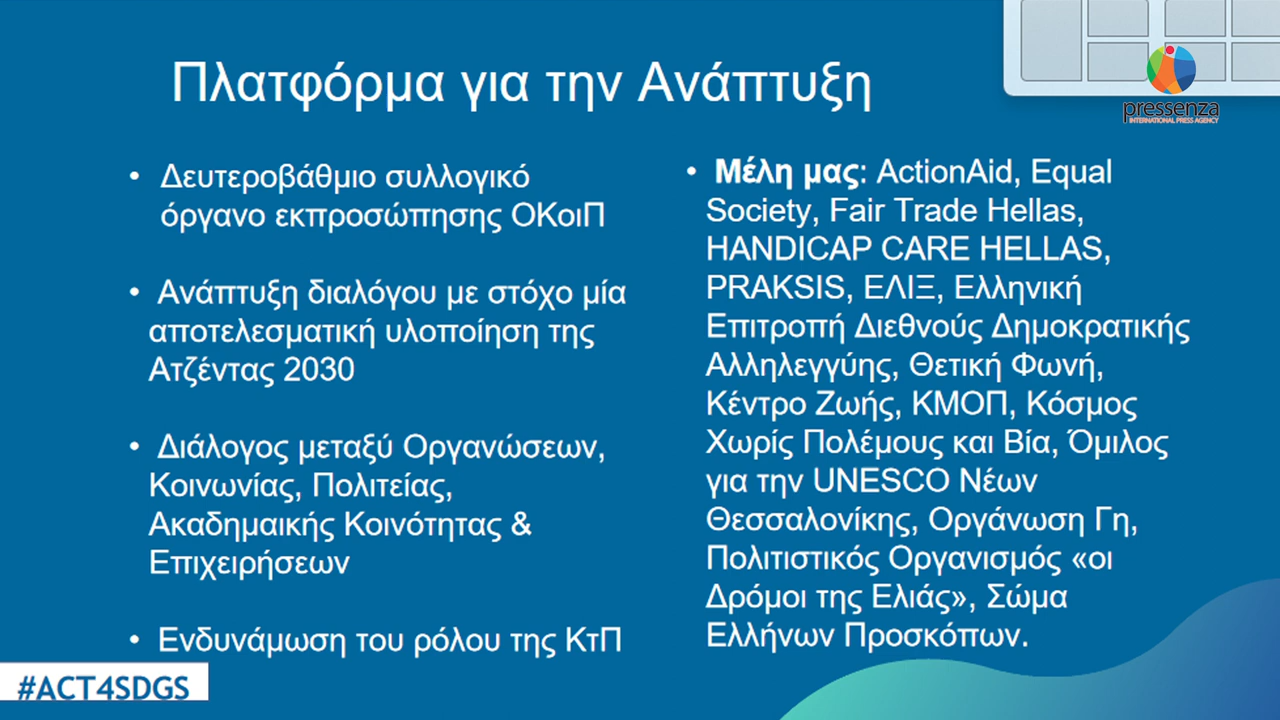 Πλατφόρμα για την Ανάπτυξη
pressenza
INTERNATIONAL PRESS AGENCY
• Δευτεροβάθμιο συλλογικό
όργανο εκπροσώπησης ΟΚοιΠ
• Ανάπτυξη διαλόγου με στόχο μία
αποτελεσματική υλοποίηση της
Ατζέντας 2030
• Διάλογος μεταξύ Οργανώσεων,
Κοινωνίας, Πολιτείας,
Ακαδημαικής Κοινότητας &
Επιχειρήσεων
• Ενδυνάμωση του ρόλου της ΚτΠ
• Μέλη μας: ActionAid, Equal
Society, Fair Trade Hellas,
HANDICAP CARE HELLAS,
PRAKSIS, ΕΛΙΞ, Ελληνική
Επιτροπή Διεθνούς Δημοκρατικής
Αλληλεγγύης, Θετική Φωνή,
Κέντρο Ζωής, ΚΜΟΠ, Κόσμος
Χωρίς Πολέμους και Βία, Όμιλος
για την UNESCO Νέων
Θεσσαλονίκης, Οργάνωση Γη,
Πολιτιστικός Οργανισμός «οι
Δρόμοι της Ελιάς», Σώμα
Ελλήνων Προσκόπων.
#ACT4SDGS